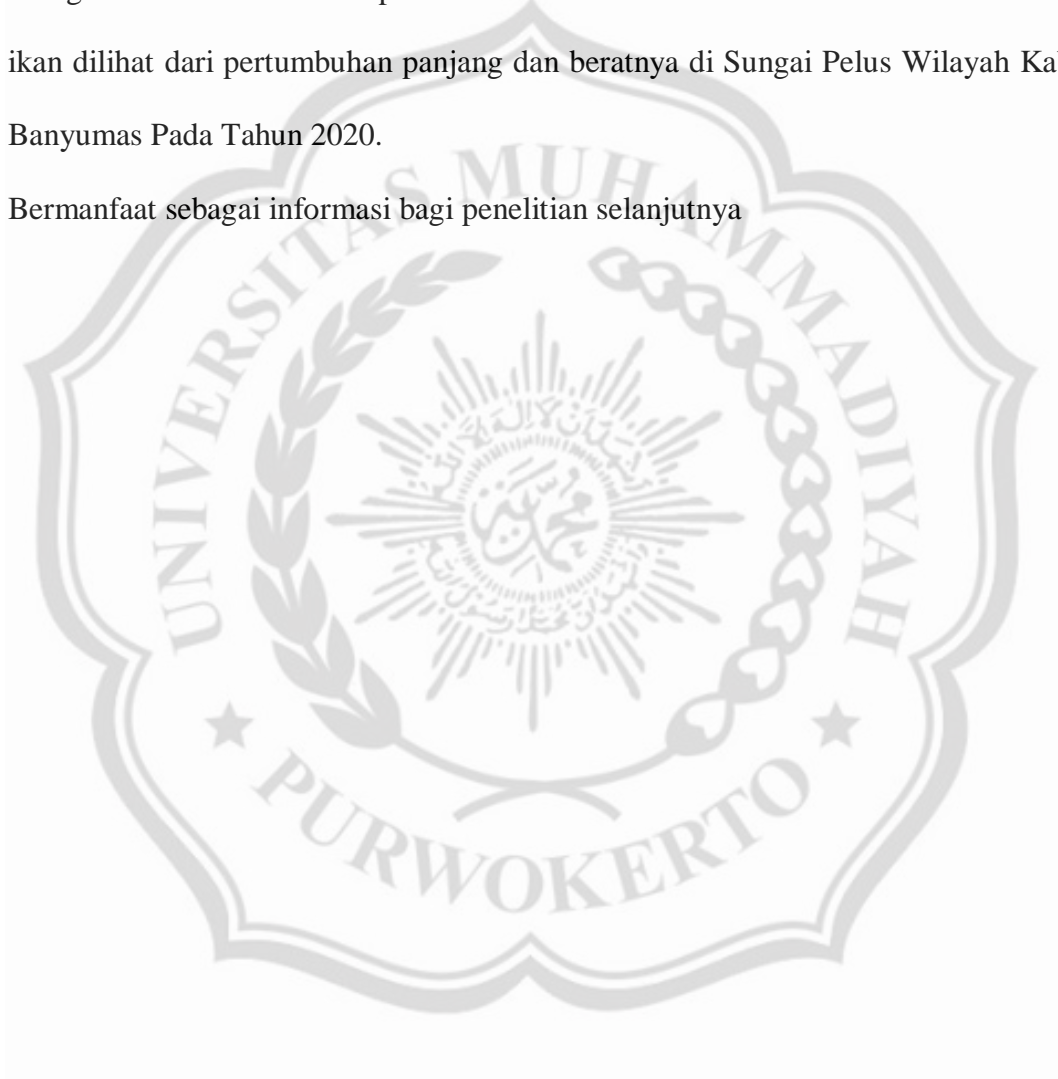 ikan dilihat dari pertumbuhan panjang dan beratnya di Sungai Pelus Wilayah
Banyumas Pada Tahun 2020.
Bermanfaat sebagai informasi bagi penelitian selanjutnya
UNIVERSITAS MUHAMMADIYAH
PURWOKERTO